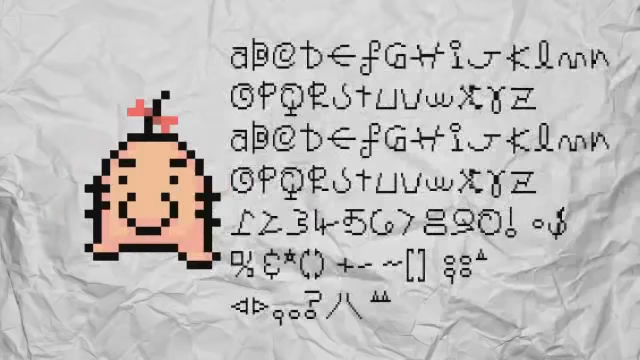 aBCDEfGHiJKlmn
OPQRSTUVWXYZ
aBCDEfGHiJKlmn
OPQRSTUVWXYZ
1234567890! °$
%¢*() +- ~[] ;:"
<>,.?/\ "